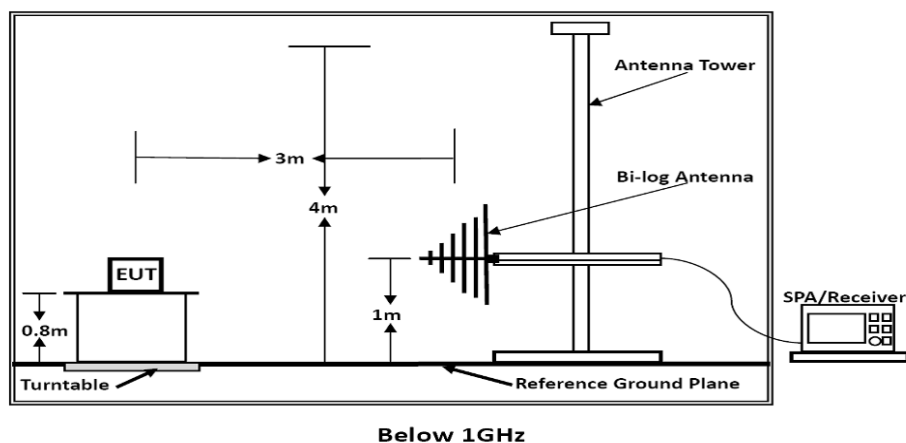 Antenna Tower
3m
Bi-log Antenna
4m
EUT
SPA/Receiver
0.8m
1m
Turntable
Reference Ground Plane
Below 1GHz